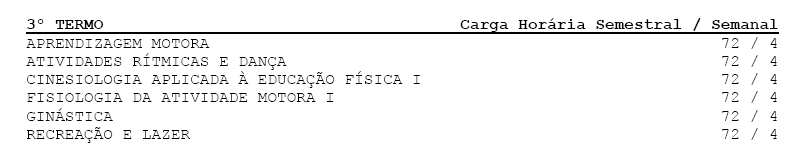 3º TERMO Carga Horária Semestral / Semanal
APRENDIZAGEM MOTORA 72 / 4
ATIVIDADES RÍTMICAS E DANÇA 72 / 4
CINESIOLOGIA APLICADA À EDUCAÇÃO FÍSICA I 72 / 4
FISIOLOGIA DA ATIVIDADE MOTORA I 72 / 4
GINÁSTICA 72 / 4
RECREAÇÃO E LAZER 72 / 4